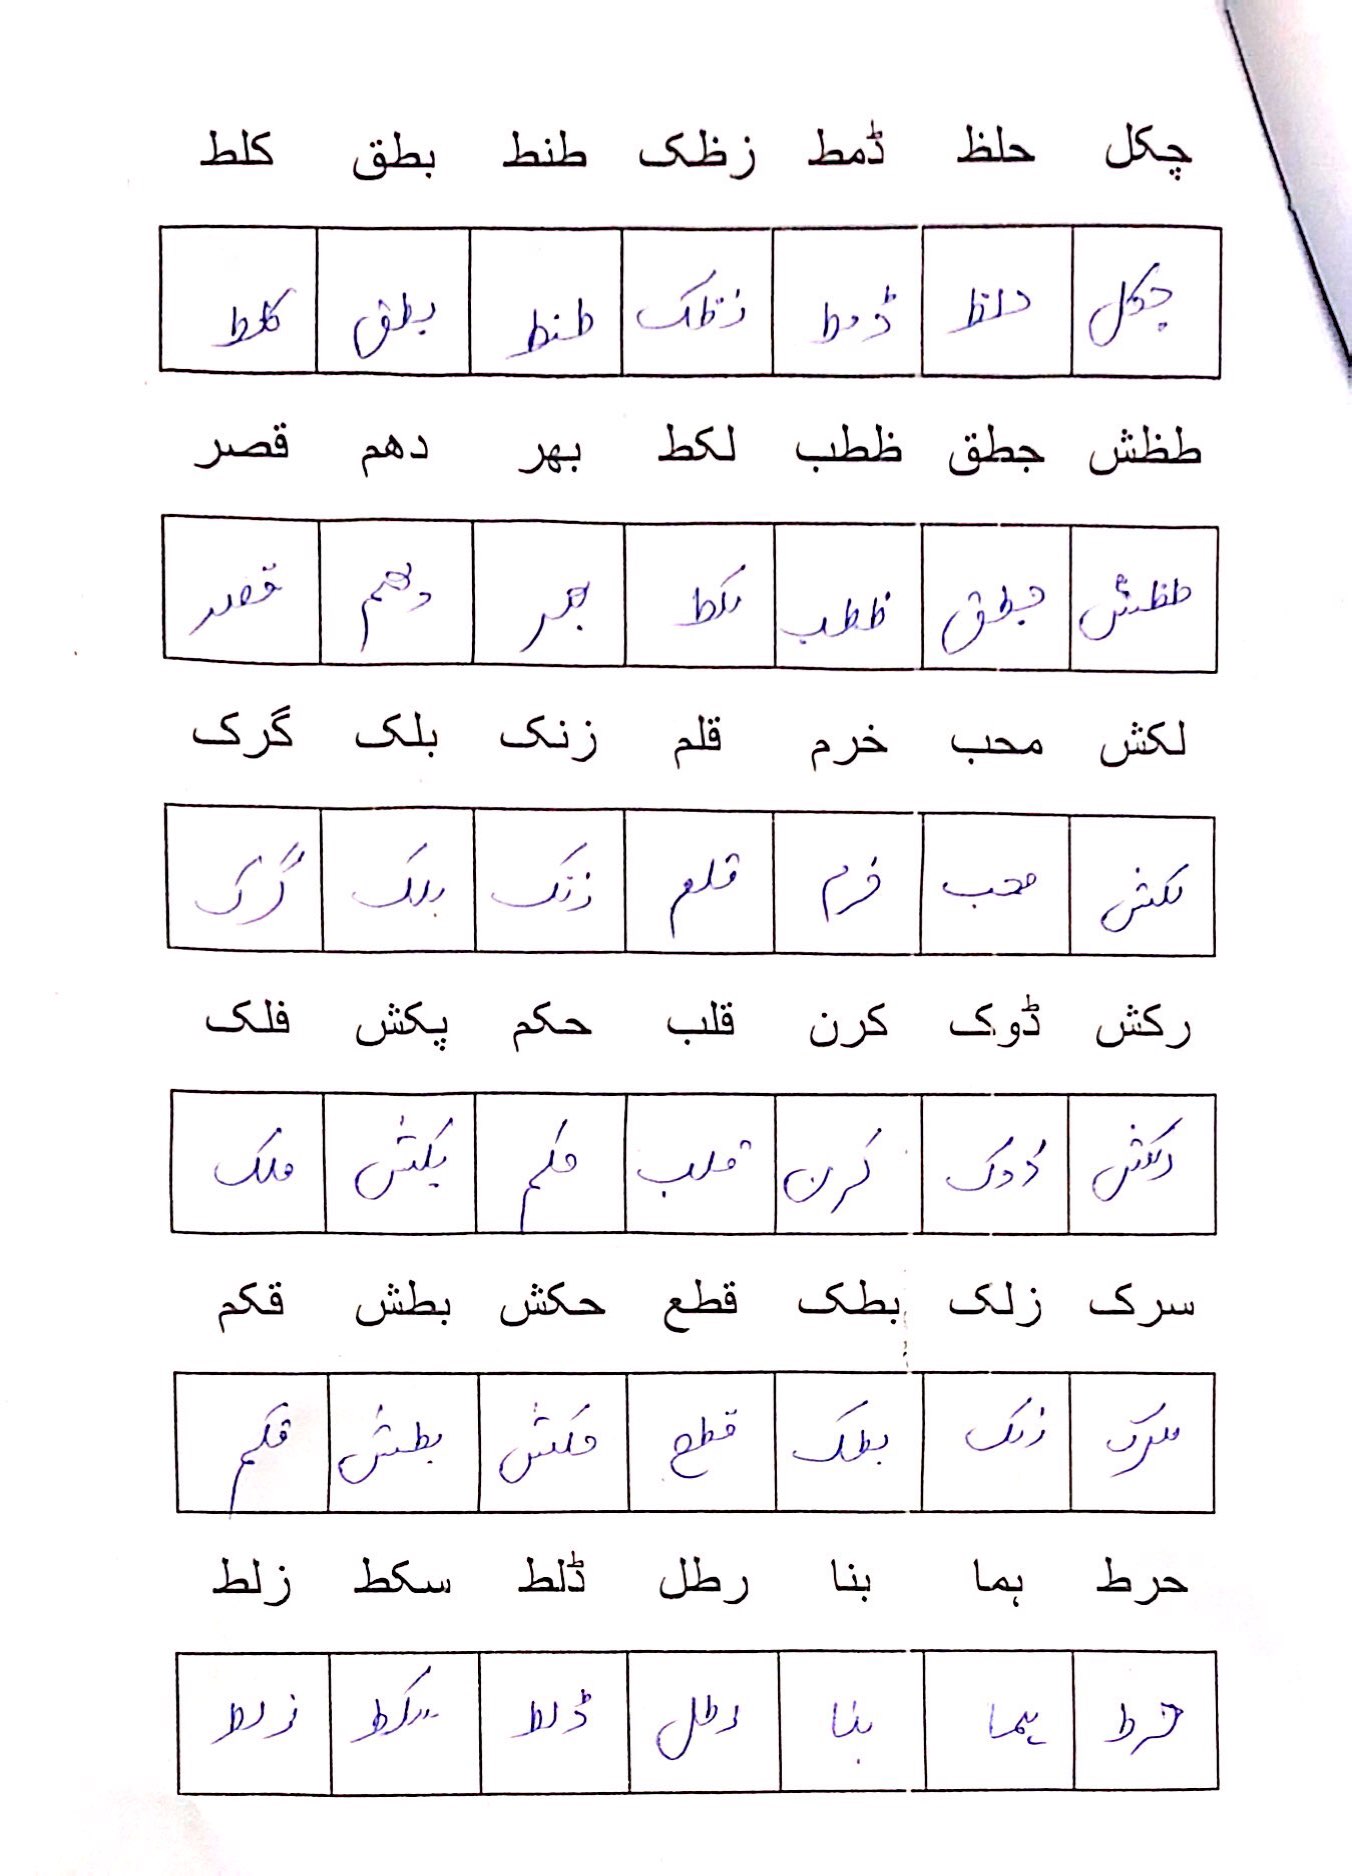 چکل حلظ ڈمط زظک طنط بطق کلط
چکل حلظ ڈمط زظک طنط بطق کلط
طظش جطق ظطب لکط بھر دھم قصر
طظش جطق ظطب لکط بھر دھم قصر
لکش محب خرم قلم زنک بلک گرک
لکش محب خرم قلم زنک بلک گرک
رکش ڈوک کرن قلب حکم پکش فلک
رکش ڈوک کرن قلب حکم پکش فلک
سرک زلک بطک قطع حکش بطش قکم
سرک زلک بطک قطع حکش بطش قکم
حرط ہما بنا رطل ڈلط سکط زلط
خرط ہما بنا رطل ڈلط سکط زلط